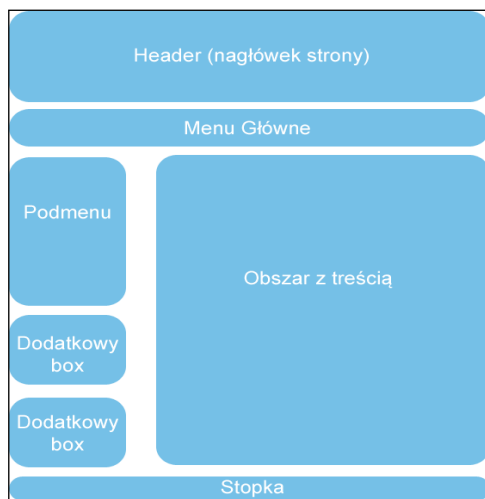 Header (nagłówek strony)
Menu Główne
Podmenu
Obszar z treścią
Dodatkowy
box
Dodatkowy
box
Stopka